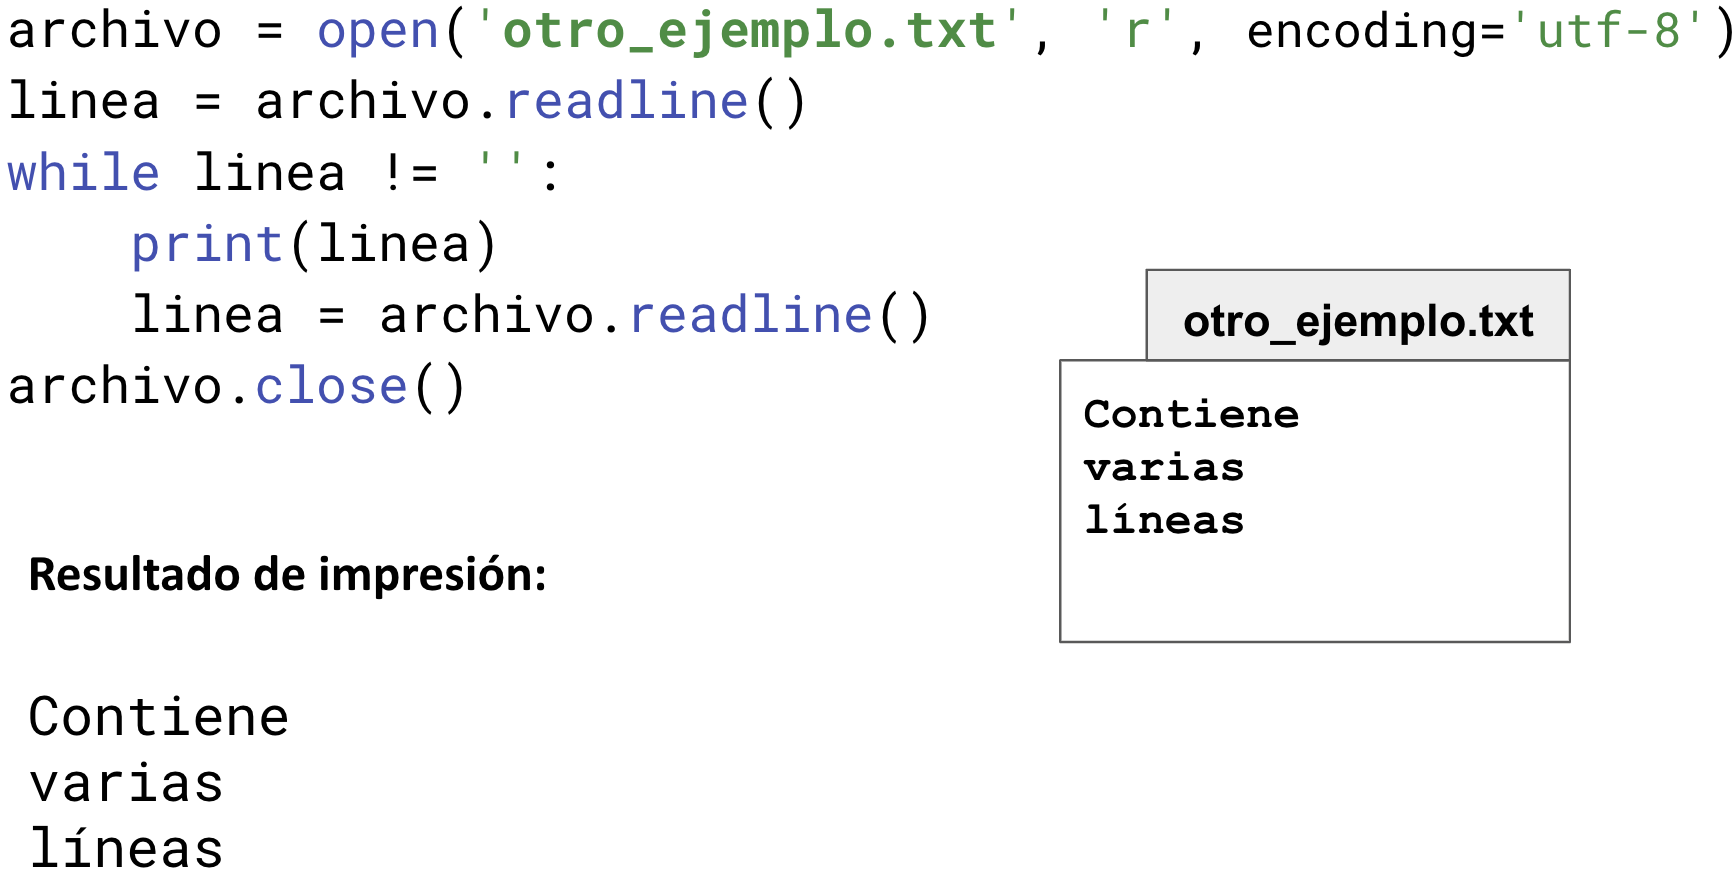 archivo = open('otro_ejemplo.txt', 'r', encoding='utf-8')
linea = archivo.readline()
while linea != '':
    print(linea)
    linea = archivo.readline()
archivo.close()
otro_ejemplo.txt
Contiene
varias
líneas
Resultado de impresión:
Contiene
varias
líneas